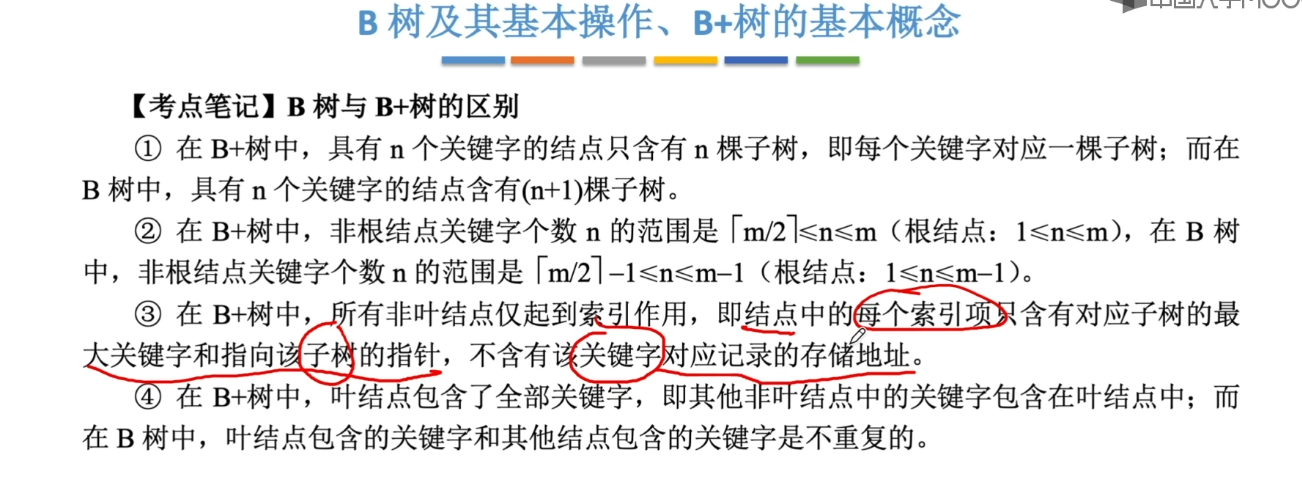 中国大学MOO
B 树及其基本操作、B+树的基本概念
【考点笔记】B 树与 B+树的区别
① 在 B+树中，具有 n 个关键字的结点只含有 n 棵子树，即每个关键字对应一棵子树；而在
B 树中，具有 n 个关键字的结点含有(n+1)棵子树。
② 在 B+树中，非根结点关键字个数 n 的范围是⌈m/2⌉≤n≤m（根结点：1≤n≤m），在 B 树
中，非根结点关键字个数 n 的范围是⌈m/2⌉−1≤n≤m−1（根结点：1≤n≤m−1）。
③ 在 B+树中，所有非叶结点仅起到索引作用，即结点中的每个索引项只含有对应子树的最
大关键字和指向该子树的指针，不含有该关键字对应记录的存储地址。
④ 在 B+树中，叶结点包含了全部关键字，即其他非叶结点中的关键字包含在叶结点中；而
在 B 树中，叶结点包含的关键字和其他结点包含的关键字是不重复的。